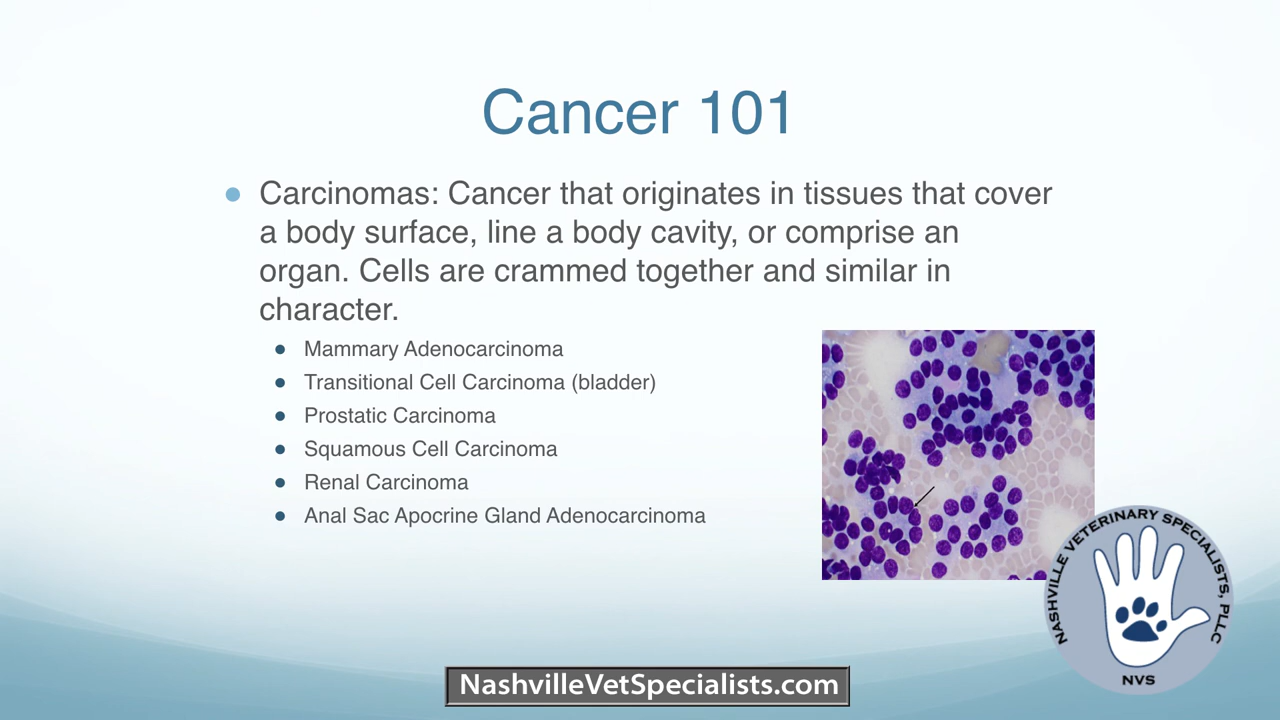 Cancer 101
Carcinomas: Cancer that originates in tissues that cover
a body surface, line a body cavity, or comprise an
organ. Cells are crammed together and similar in
character.
Mammary Adenocarcinoma
Transitional Cell Carcinoma (bladder)
Prostatic Carcinoma
Squamous Cell Carcinoma
Renal Carcinoma
Anal Sac Apocrine Gland Adenocarcinoma
NASHVILLE VETERINARY SPECIALISTS, PLLC
NVS
NashvilleVetSpecialists.com